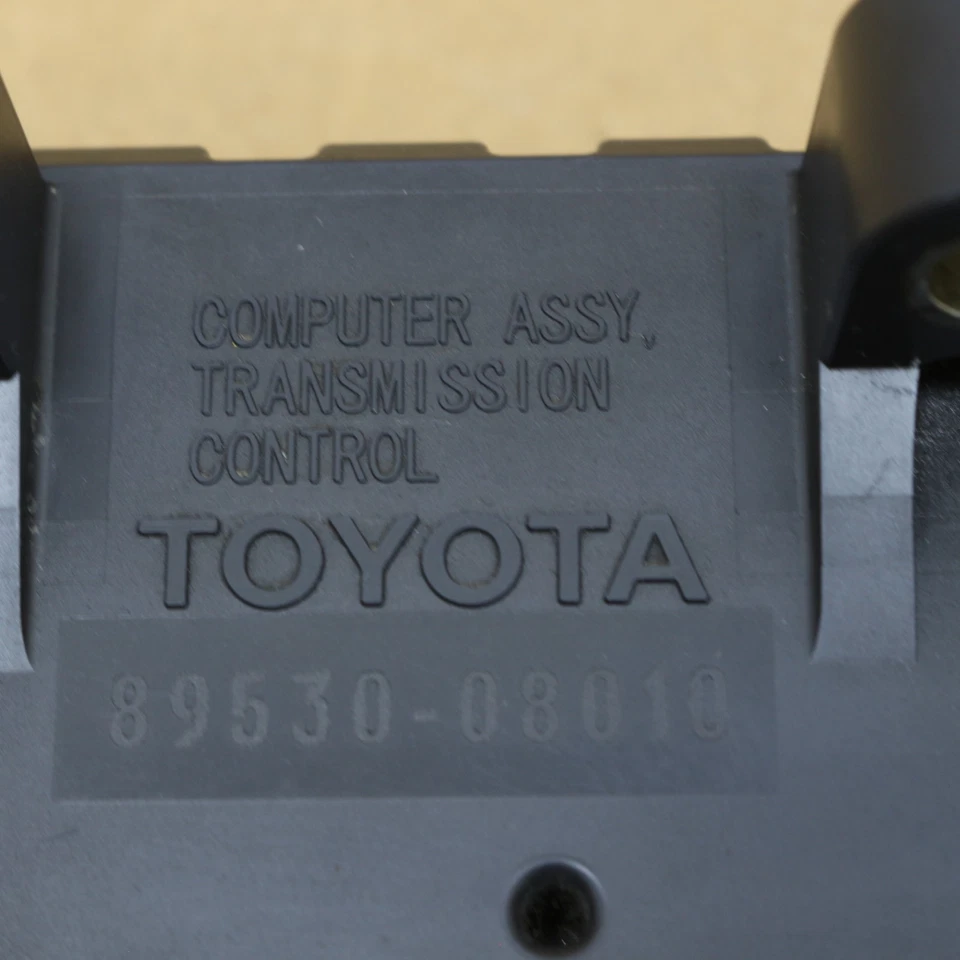 COMPUTER ASSY,
TRANSMISSION
CONTROL
TOYOTA
89530-08010